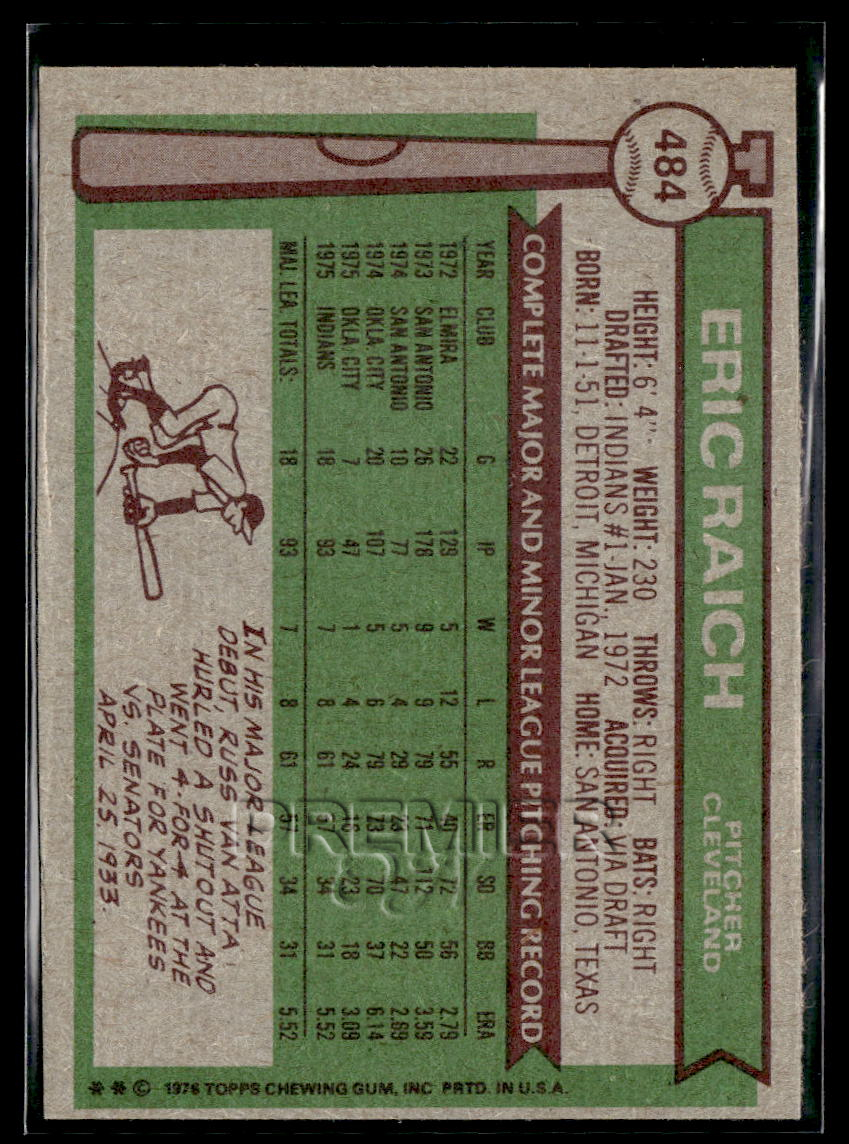 484
ERIC RAICH
PITCHER
CLEVELAND
HEIGHT: 6' 4" WEIGHT: 230 THROWS: RIGHT BATS: RIGHT
DRAFTED: INDIANS #1-JAN., 1972 ACQUIRED: VIA DRAFT
BORN: 11-1-51, DETROIT, MICHIGAN HOME: SAN ANTONIO, TEXAS
COMPLETE MAJOR AND MINOR LEAGUE PITCHING RECORD
YEAR CLUB G IP W L R ER SO BB ERA
1972 ELMIRA 22 129 5 12 55 40 72 56 2.79
1973 SAN ANTONIO 26 178 9 9 79 71 112 50 3.59
1974 SAN ANTONIO 10 77 5 4 29 47 22 2.69
1974 OKLA. CITY 20 107 5 6 79 73 70 37 6.14
1975 OKLA. CITY 7 47 1 4 24 16 23 18 3.09
1975 INDIANS 18 93 7 8 61 57 34 31 5.52
MAJ. LEA. TOTALS: 18 93 7 8 61 57 34 31 5.52
IN HIS MAJOR LEAGUE
DEBUT, RUSS VAN ATTA
HURLED A SHUTOUT AND
WENT 4-FOR-4 AT THE
PLATE FOR YANKEES
VS. SENATORS
APRIL 25, 1933.
** © 1976 TOPPS CHEWING GUM, INC. PRTD. IN U.S.A.